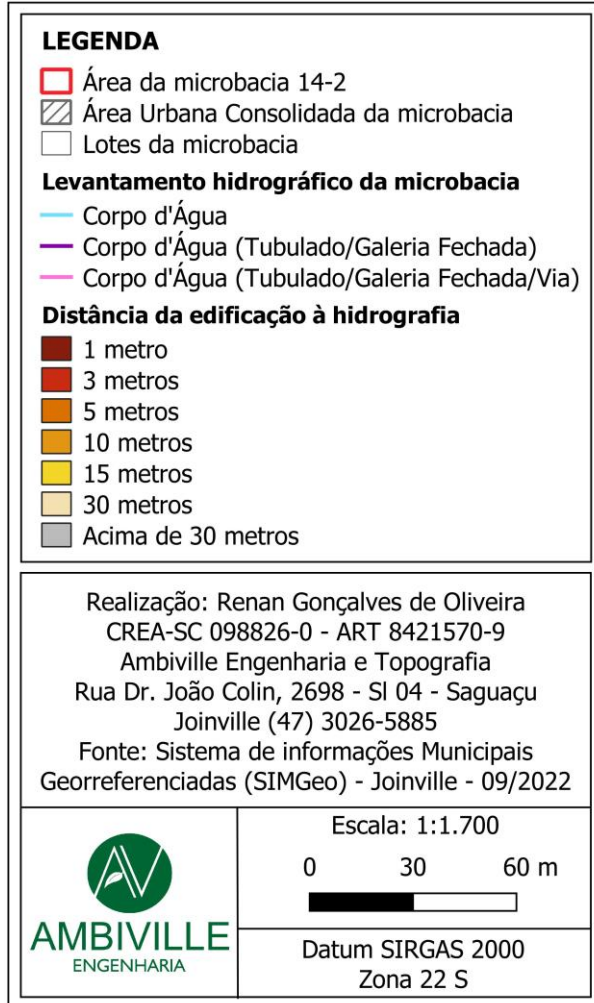 LEGENDA
Área da microbacia 14-2
Área Urbana Consolidada da microbacia
Lotes da microbacia
Levantamento hidrográfico da microbacia
Corpo d'Água
Corpo d'Água (Tubulado/Galeria Fechada)
Corpo d'Água (Tubulado/Galeria Fechada/Via)
Distância da edificação à hidrografia
1 metro
3 metros
5 metros
10 metros
15 metros
30 metros
Acima de 30 metros
Realização: Renan Gonçalves de Oliveira
CREA-SC 098826-0 - ART 8421570-9
Ambiville Engenharia e Topografia
Rua Dr. João Colin, 2698 - Sl 04 - Saguaçu
Joinville (47) 3026-5885
Fonte: Sistema de informações Municipais
Georreferenciadas (SIMGeo) - Joinville - 09/2022
AV
AMBIVILLE
ENGENHARIA
Escala: 1:1.700
0 30 60 m
Datum SIRGAS 2000
Zona 22 S